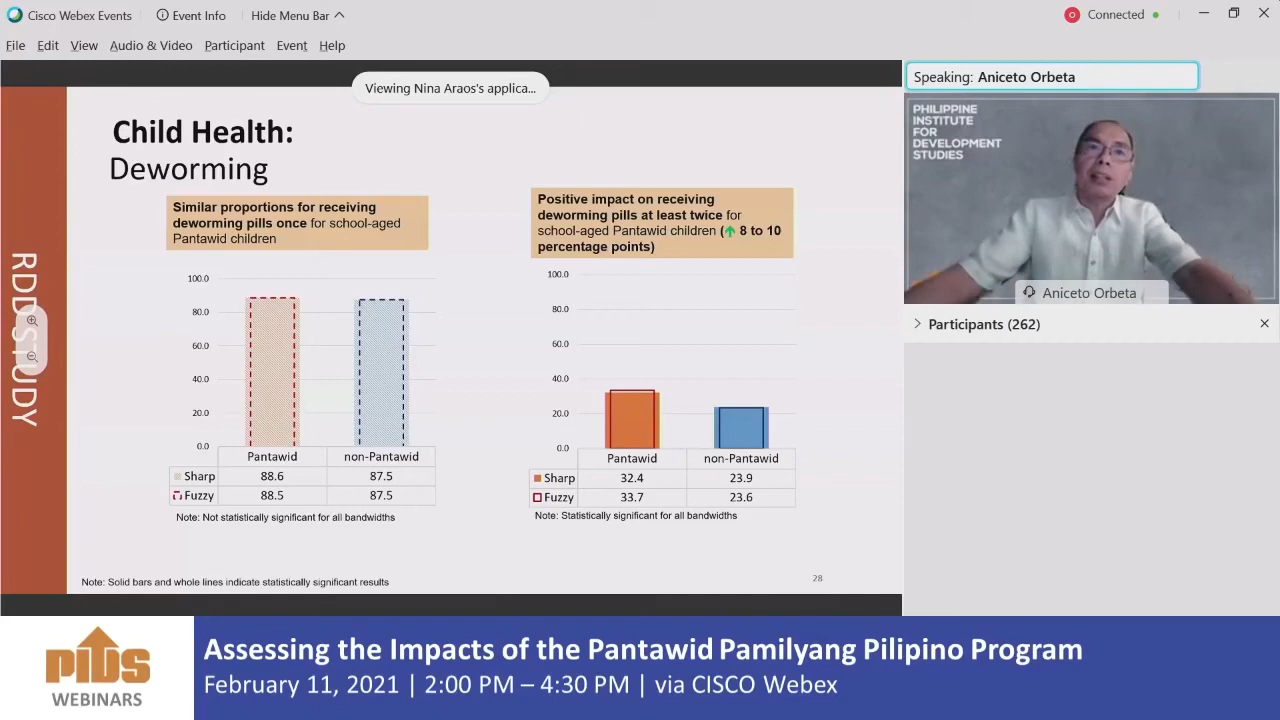 Cisco Webex Events
Event Info
Hide Menu Bar
Connected
File Edit View Audio & Video Participant Event Help
Viewing Nina Araos's applica...
Speaking: Aniceto Orbeta
PHILIPPINE
INSTITUTE
FOR
DEVELOPMENT
STUDIES
Aniceto Orbeta
Participants (262)
RDD STUDY
Child Health:
Deworming
Similar proportions for receiving
deworming pills once for school-aged
Pantawid children
100.0
80.0
60.0
40.0
20.0
0.0
Pantawid non-Pantawid
Sharp 88.6 87.5
Fuzzy 88.5 87.5
Note: Not statistically significant for all bandwidths
Positive impact on receiving
deworming pills at least twice for
school-aged Pantawid children (↑ 8 to 10
percentage points)
100.0
80.0
60.0
40.0
20.0
0.0
Pantawid non-Pantawid
Sharp 32.4 23.9
Fuzzy 33.7 23.6
Note: Statistically significant for all bandwidths
Note: Solid bars and whole lines indicate statistically significant results
28
PIDS
WEBINARS
Assessing the Impacts of the Pantawid Pamilyang Pilipino Program
February 11, 2021 | 2:00 PM – 4:30 PM | via CISCO Webex